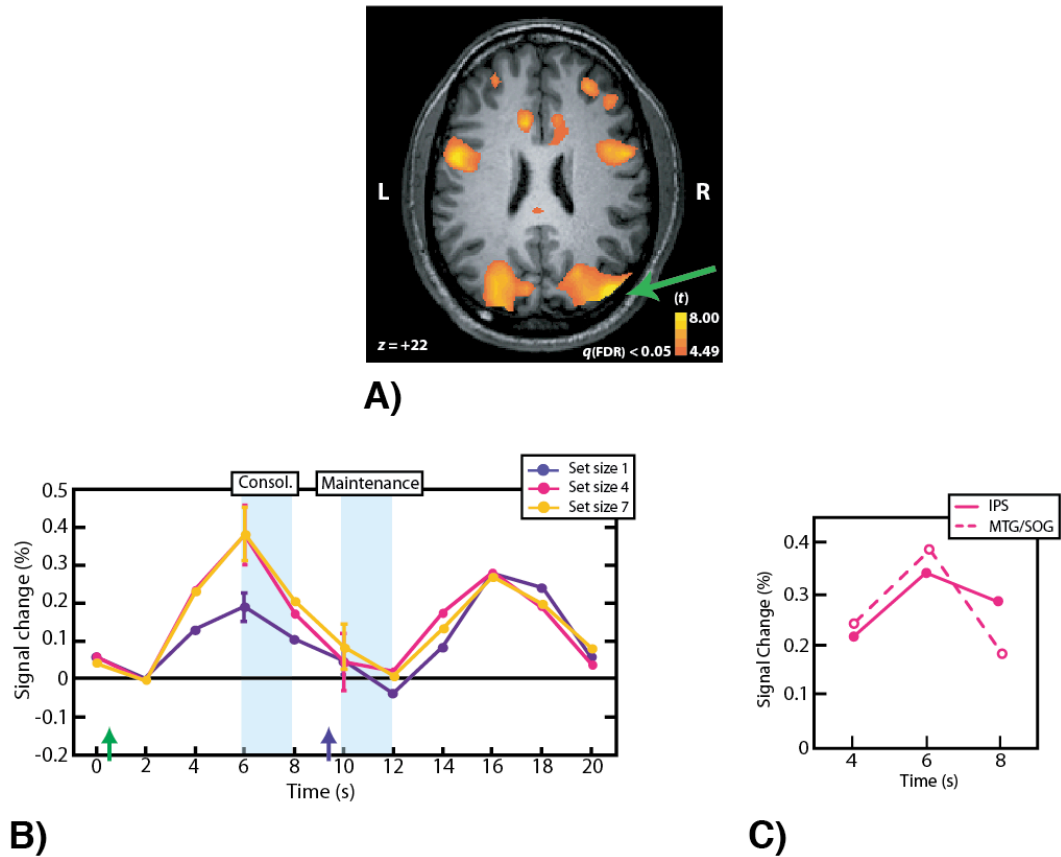 L
R
(t)
8.00
z = +22
q(FDR) < 0.05
4.49
A)
Set size 1
Set size 4
Set size 7
Consol.
Maintenance
0.5
0.4
0.3
0.2
0.1
0
-0.1
-0.2
Signal change (%)
0 2 4 6 8 10 12 14 16 18 20
Time (s)
B)
IPS
MTG/SOG
0.4
0.3
0.2
0.1
0
Signal Change (%)
4 6 8
Time (s)
C)